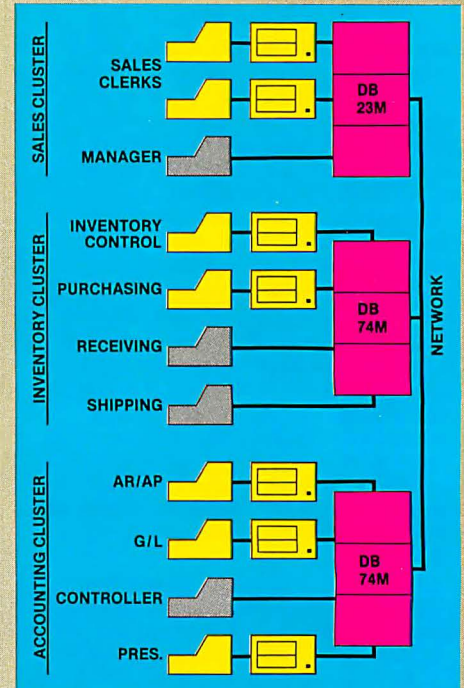 SALES CLUSTER
SALES
CLERKS
MANAGER
DB
23M
INVENTORY CLUSTER
INVENTORY
CONTROL
PURCHASING
RECEIVING
SHIPPING
DB
74M
NETWORK
ACCOUNTING CLUSTER
AR/AP
G/L
CONTROLLER
PRES.
DB
74M